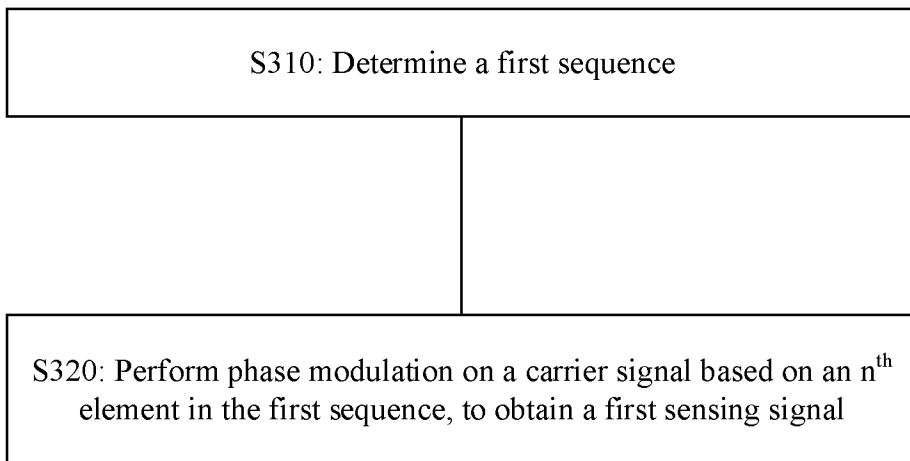 S310: Determine a first sequence
S320: Perform phase modulation on a carrier signal based on an nth
element in the first sequence, to obtain a first sensing signal